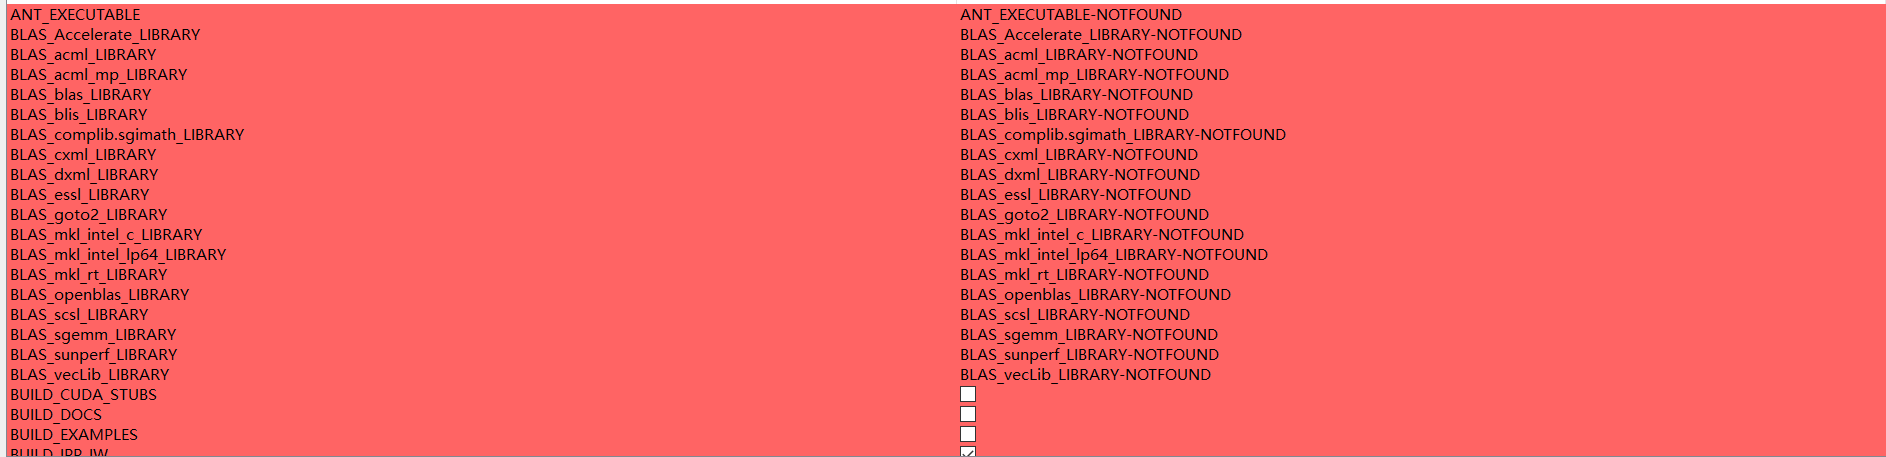 ANT_EXECUTABLE ANT_EXECUTABLE-NOTFOUND
BLAS_Accelerate_LIBRARY BLAS_Accelerate_LIBRARY-NOTFOUND
BLAS_acml_LIBRARY BLAS_acml_LIBRARY-NOTFOUND
BLAS_acml_mp_LIBRARY BLAS_acml_mp_LIBRARY-NOTFOUND
BLAS_blas_LIBRARY BLAS_blas_LIBRARY-NOTFOUND
BLAS_blis_LIBRARY BLAS_blis_LIBRARY-NOTFOUND
BLAS_complib.sgimath_LIBRARY BLAS_complib.sgimath_LIBRARY-NOTFOUND
BLAS_cxml_LIBRARY BLAS_cxml_LIBRARY-NOTFOUND
BLAS_dxml_LIBRARY BLAS_dxml_LIBRARY-NOTFOUND
BLAS_essl_LIBRARY BLAS_essl_LIBRARY-NOTFOUND
BLAS_goto2_LIBRARY BLAS_goto2_LIBRARY-NOTFOUND
BLAS_mkl_intel_c_LIBRARY BLAS_mkl_intel_c_LIBRARY-NOTFOUND
BLAS_mkl_intel_lp64_LIBRARY BLAS_mkl_intel_lp64_LIBRARY-NOTFOUND
BLAS_mkl_rt_LIBRARY BLAS_mkl_rt_LIBRARY-NOTFOUND
BLAS_openblas_LIBRARY BLAS_openblas_LIBRARY-NOTFOUND
BLAS_scsl_LIBRARY BLAS_scsl_LIBRARY-NOTFOUND
BLAS_sgemm_LIBRARY BLAS_sgemm_LIBRARY-NOTFOUND
BLAS_sunperf_LIBRARY BLAS_sunperf_LIBRARY-NOTFOUND
BLAS_vecLib_LIBRARY BLAS_vecLib_LIBRARY-NOTFOUND
BUILD_CUDA_STUBS
BUILD_DOCS
BUILD_EXAMPLES
BUILD_IPP_IW